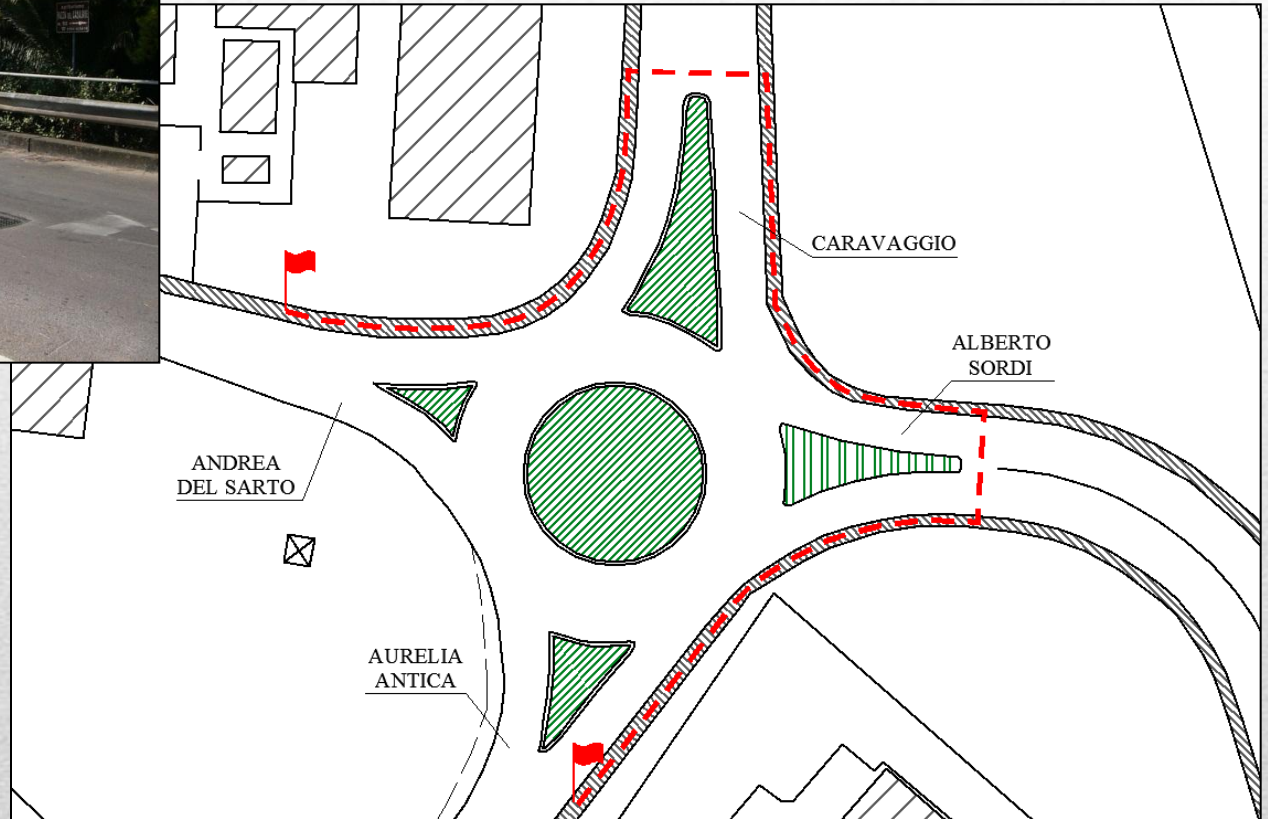 CARAVAGGIO
ALBERTO
SORDI
ANDREA
DEL SARTO
AURELIA
ANTICA